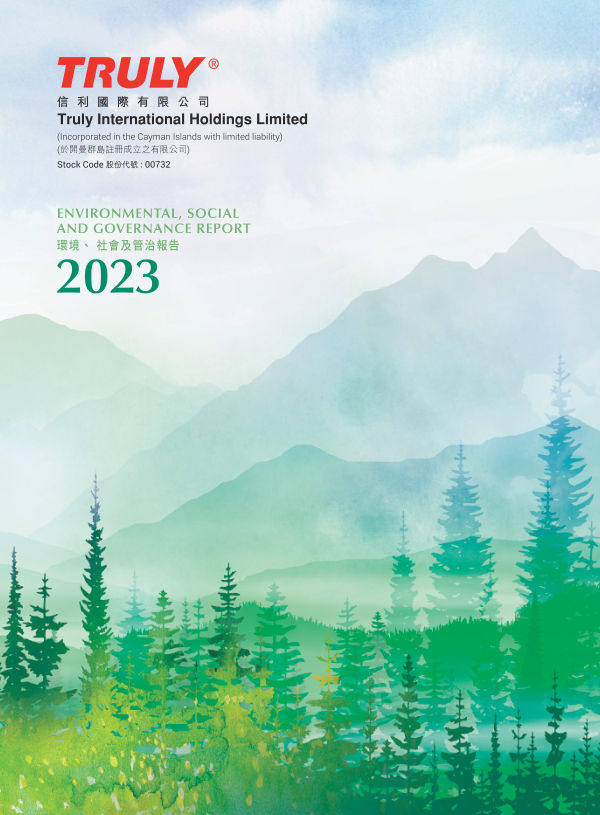 TRULY®
信利國際有限公司
Truly International Holdings Limited
(Incorporated in the Cayman Islands with limited liability)
(於開曼群島註冊成立之有限公司)
Stock Code 股份代號 : 00732
ENVIRONMENTAL, SOCIAL
AND GOVERNANCE REPORT
環境、社會及管治報告
2023